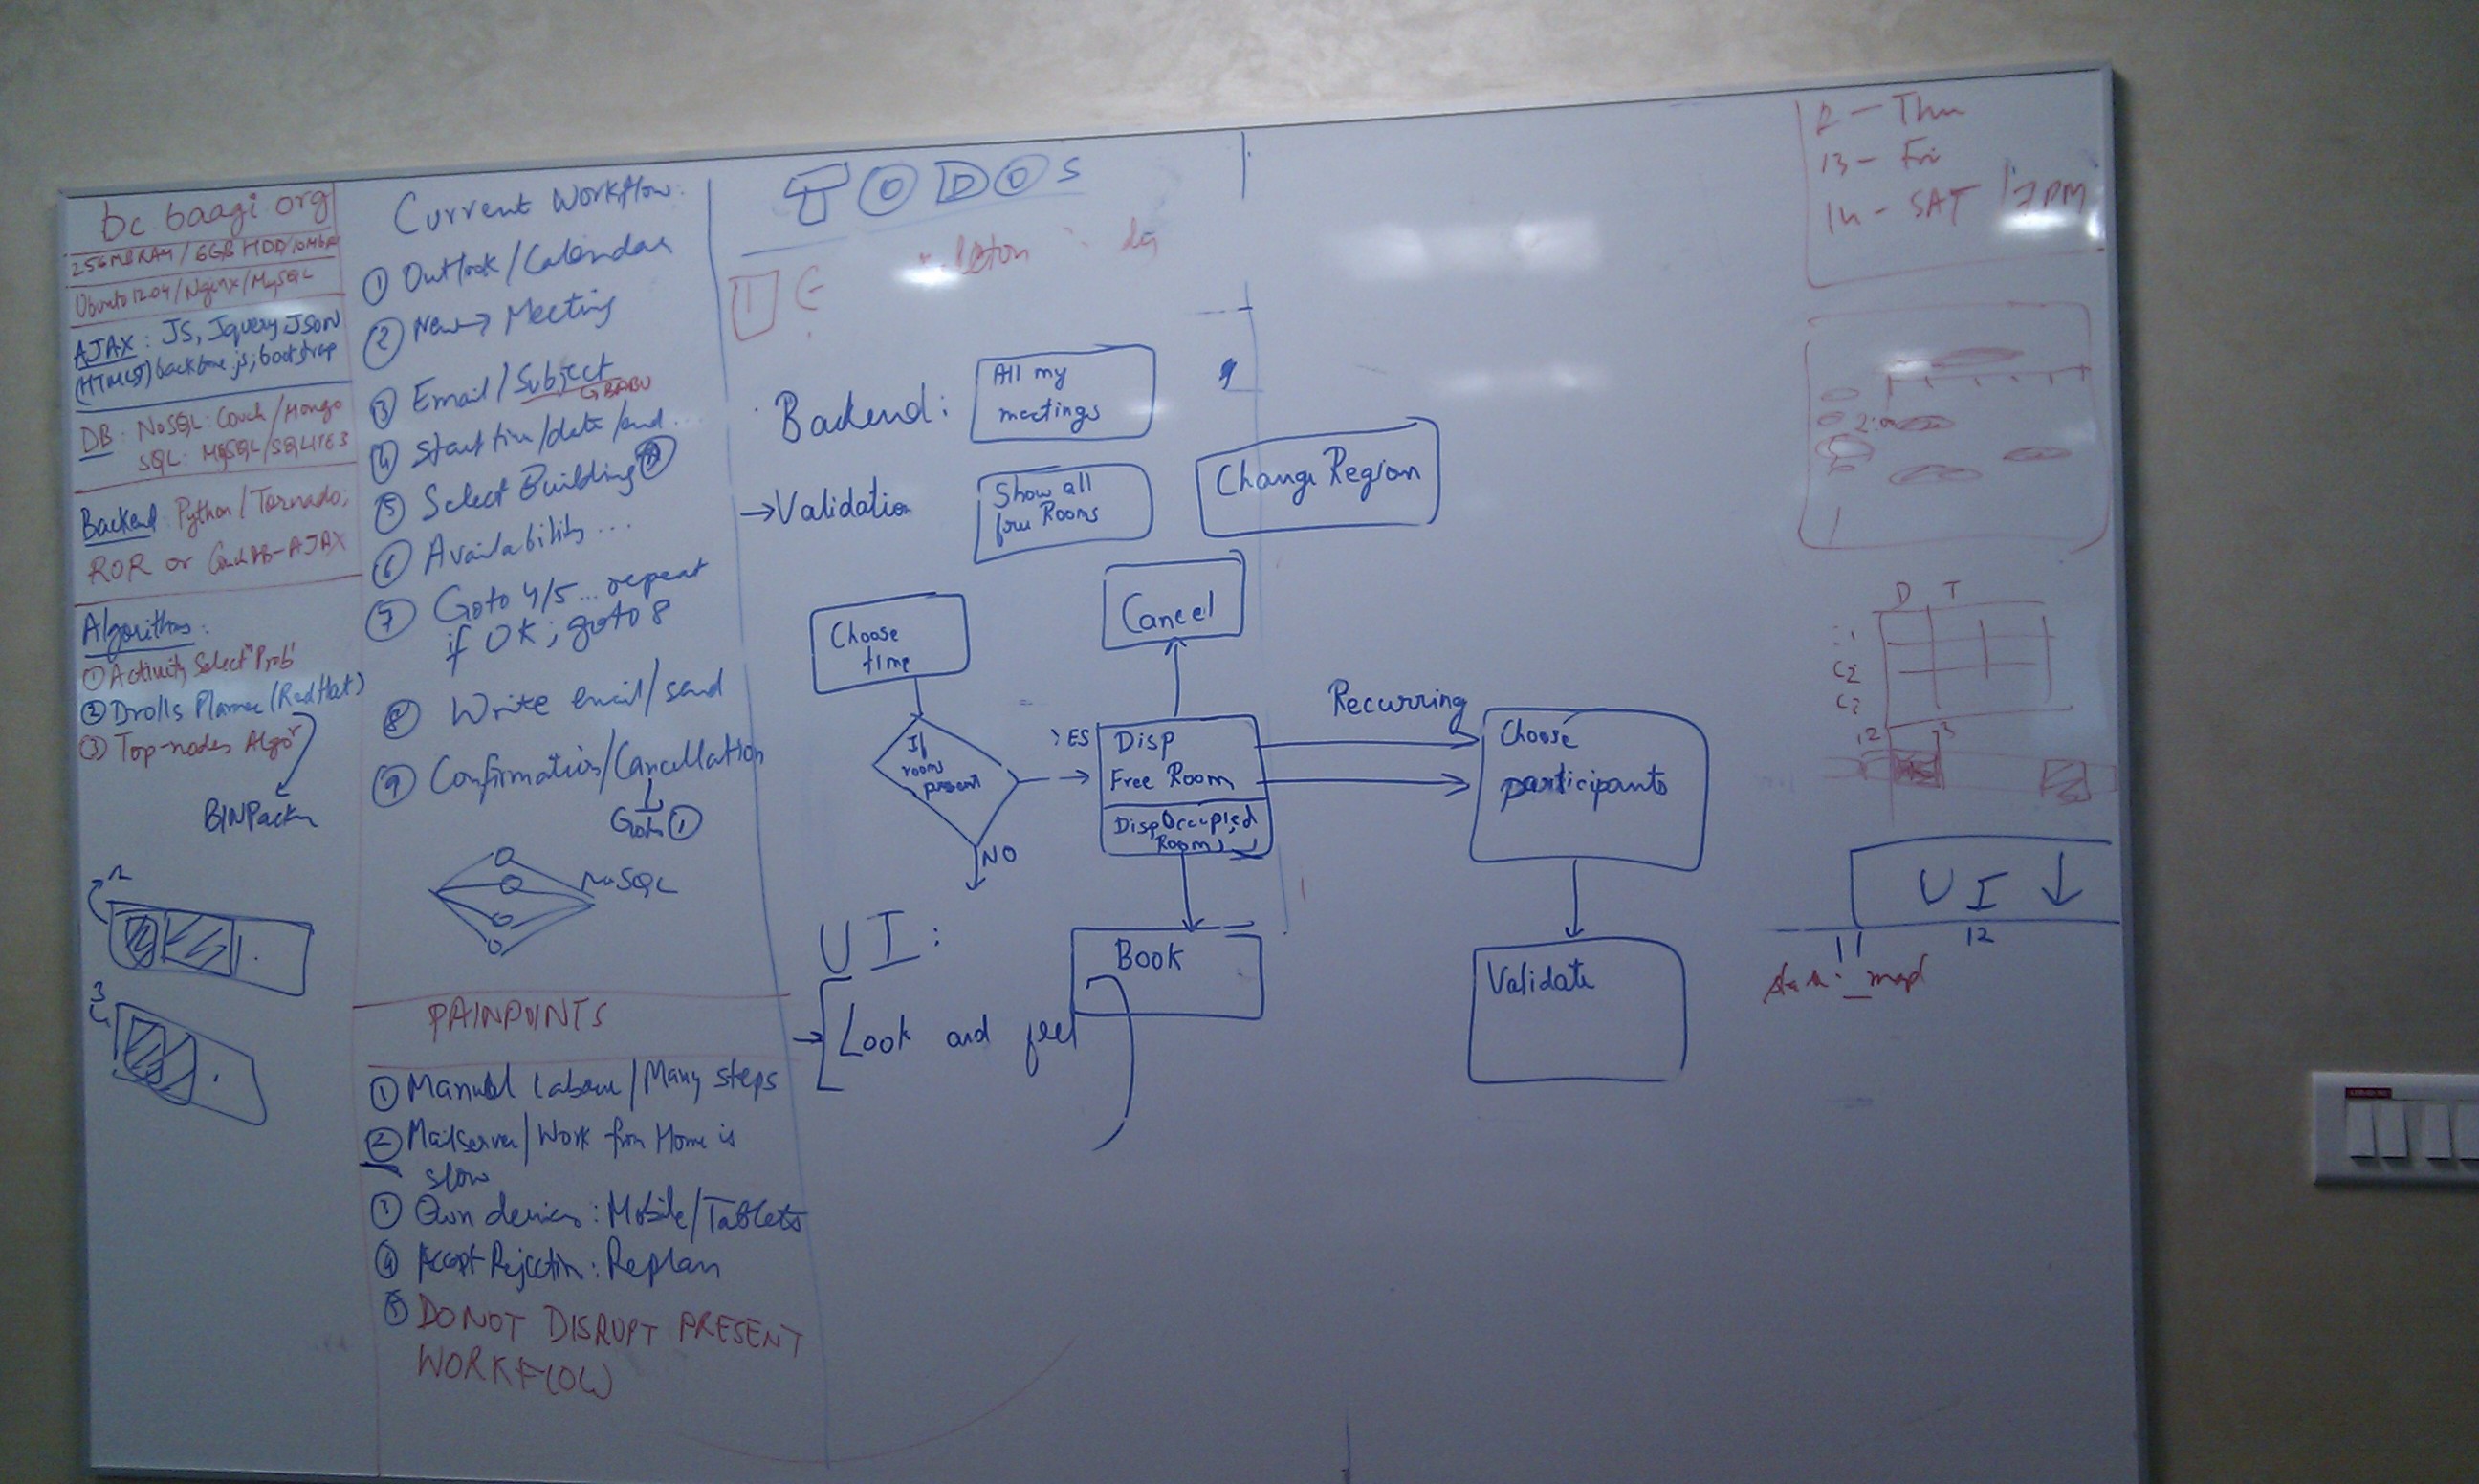 bc.baagi.org
256MB RAM / 6GB HDD/10Mbps
Ubuntu 12.04/Nginx/MySQL
AJAX: JS, Jquery, JSON
(HTML5) backbone.js; bootstrap
DB: NoSQL: Couch/Mongo
SQL: MySQL/SQLITE3
Backend: Python/Tornado;
ROR or CouchDB-AJAX
Algorithms:
① Activity Select" Prob'
② Drolls Planner (RedHat)
③ Top-nodes Algo
BINPack
2
3
Current Workflow:
① Outlook/Calendar
② New → Meeting
③ Email/Subject
GBABU
④ Start time/date/end...
⑤ Select Building
⑥ Availability...
⑦ Goto 4/5... repeat
if OK; goto 8
⑧ Write email/send
⑨ Confirmation/Cancellation
Goto ①
NoSQL
PAINPOINTS
① Manual labour/Many steps
② Mailserver/Work from Home is
slow
③ Own devices: Mobile/Tablets
④ Accept Rejection: Replan
⑤ DO NOT DISRUPT PRESENT
WORKFLOW
TODOS
1
Backend:
All my
meetings
→ Validation
Show all
free Rooms
Change Region
Choose
time
Cancel
If
rooms
present
YES
NO
Disp
Free Room
Disp Occupied
Rooms
Recurring
Choose
participants
Book
Validate
UI:
→ Look and feel
12 - Thu
13 - Fri
14 - SAT 7PM
D T
C2
C3
12
3
UI ↓
11 12
map